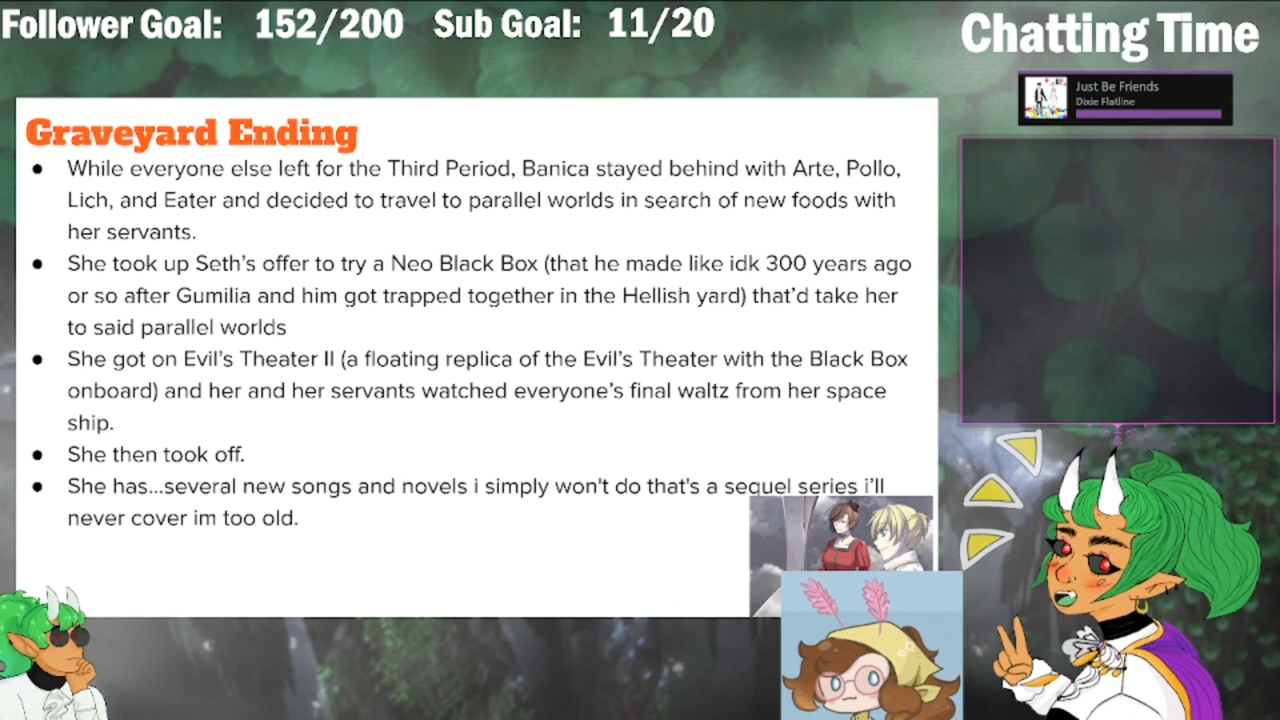 Follower Goal: 152/200 Sub Goal: 11/20
Chatting Time
Just Be Friends
Dixie Flatline
Graveyard Ending
● While everyone else left for the Third Period, Banica stayed behind with Arte, Pollo,
Lich, and Eater and decided to travel to parallel worlds in search of new foods with
her servants.
● She took up Seth's offer to try a Neo Black Box (that he made like idk 300 years ago
or so after Gumilia and him got trapped together in the Hellish yard) that'd take her
to said parallel worlds
● She got on Evil's Theater II (a floating replica of the Evil's Theater with the Black Box
onboard) and her and her servants watched everyone's final waltz from her space
ship.
● She then took off.
● She has...several new songs and novels i simply won't do that's a sequel series i'll
never cover im too old.